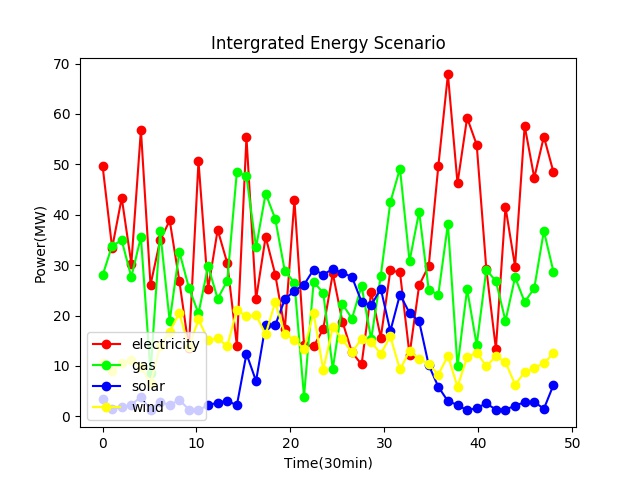 Intergrated Energy Scenario
Power(MW)
70
60
50
40
30
20
10
0
electricity
gas
solar
wind
0 10 20 30 40 50
Time(30min)